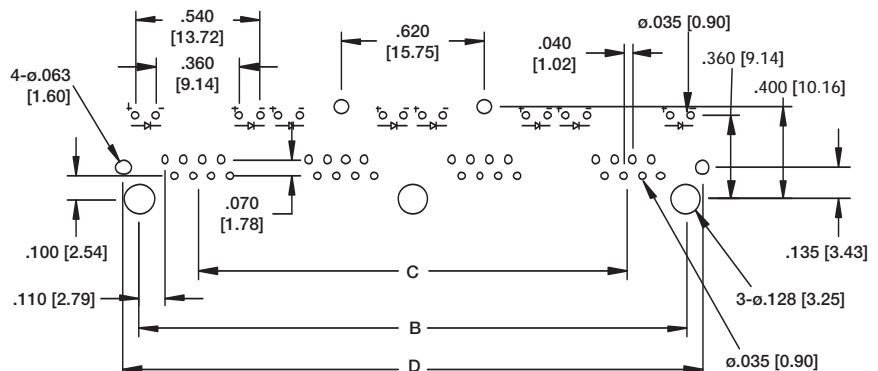 .540
[13.72]
.620
[15.75]
.040
[1.02]
ø.035 [0.90]
.360
[9.14]
.360 [9.14]
4-ø.063
[1.60]
.400 [10.16]
+ - + - + - + - + - + - + - + -
.070
[1.78]
.100 [2.54]
.135 [3.43]
C
.110 [2.79]
3-ø.128 [3.25]
B
ø.035 [0.90]
D